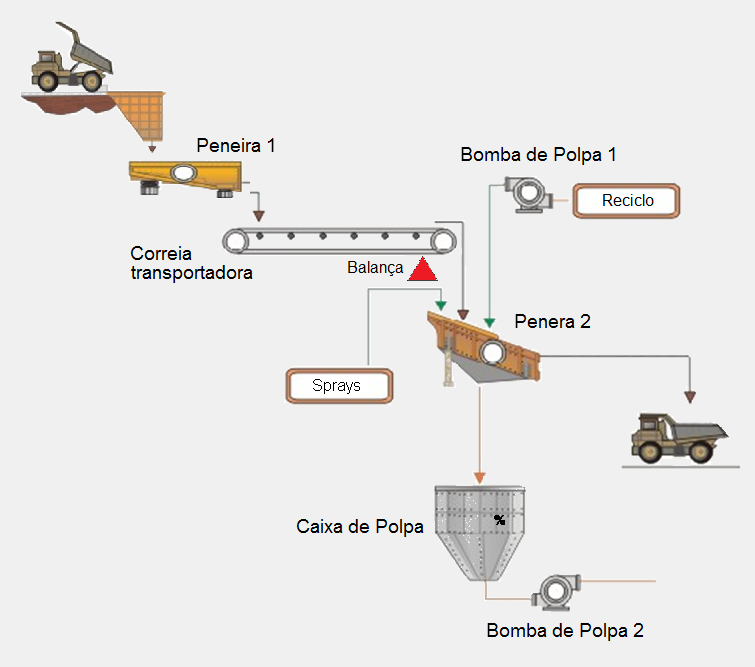 Peneira 1
Bomba de Polpa 1
Reciclo
Correia
transportadora
Balança
Penera 2
Sprays
Caixa de Polpa
%
Bomba de Polpa 2